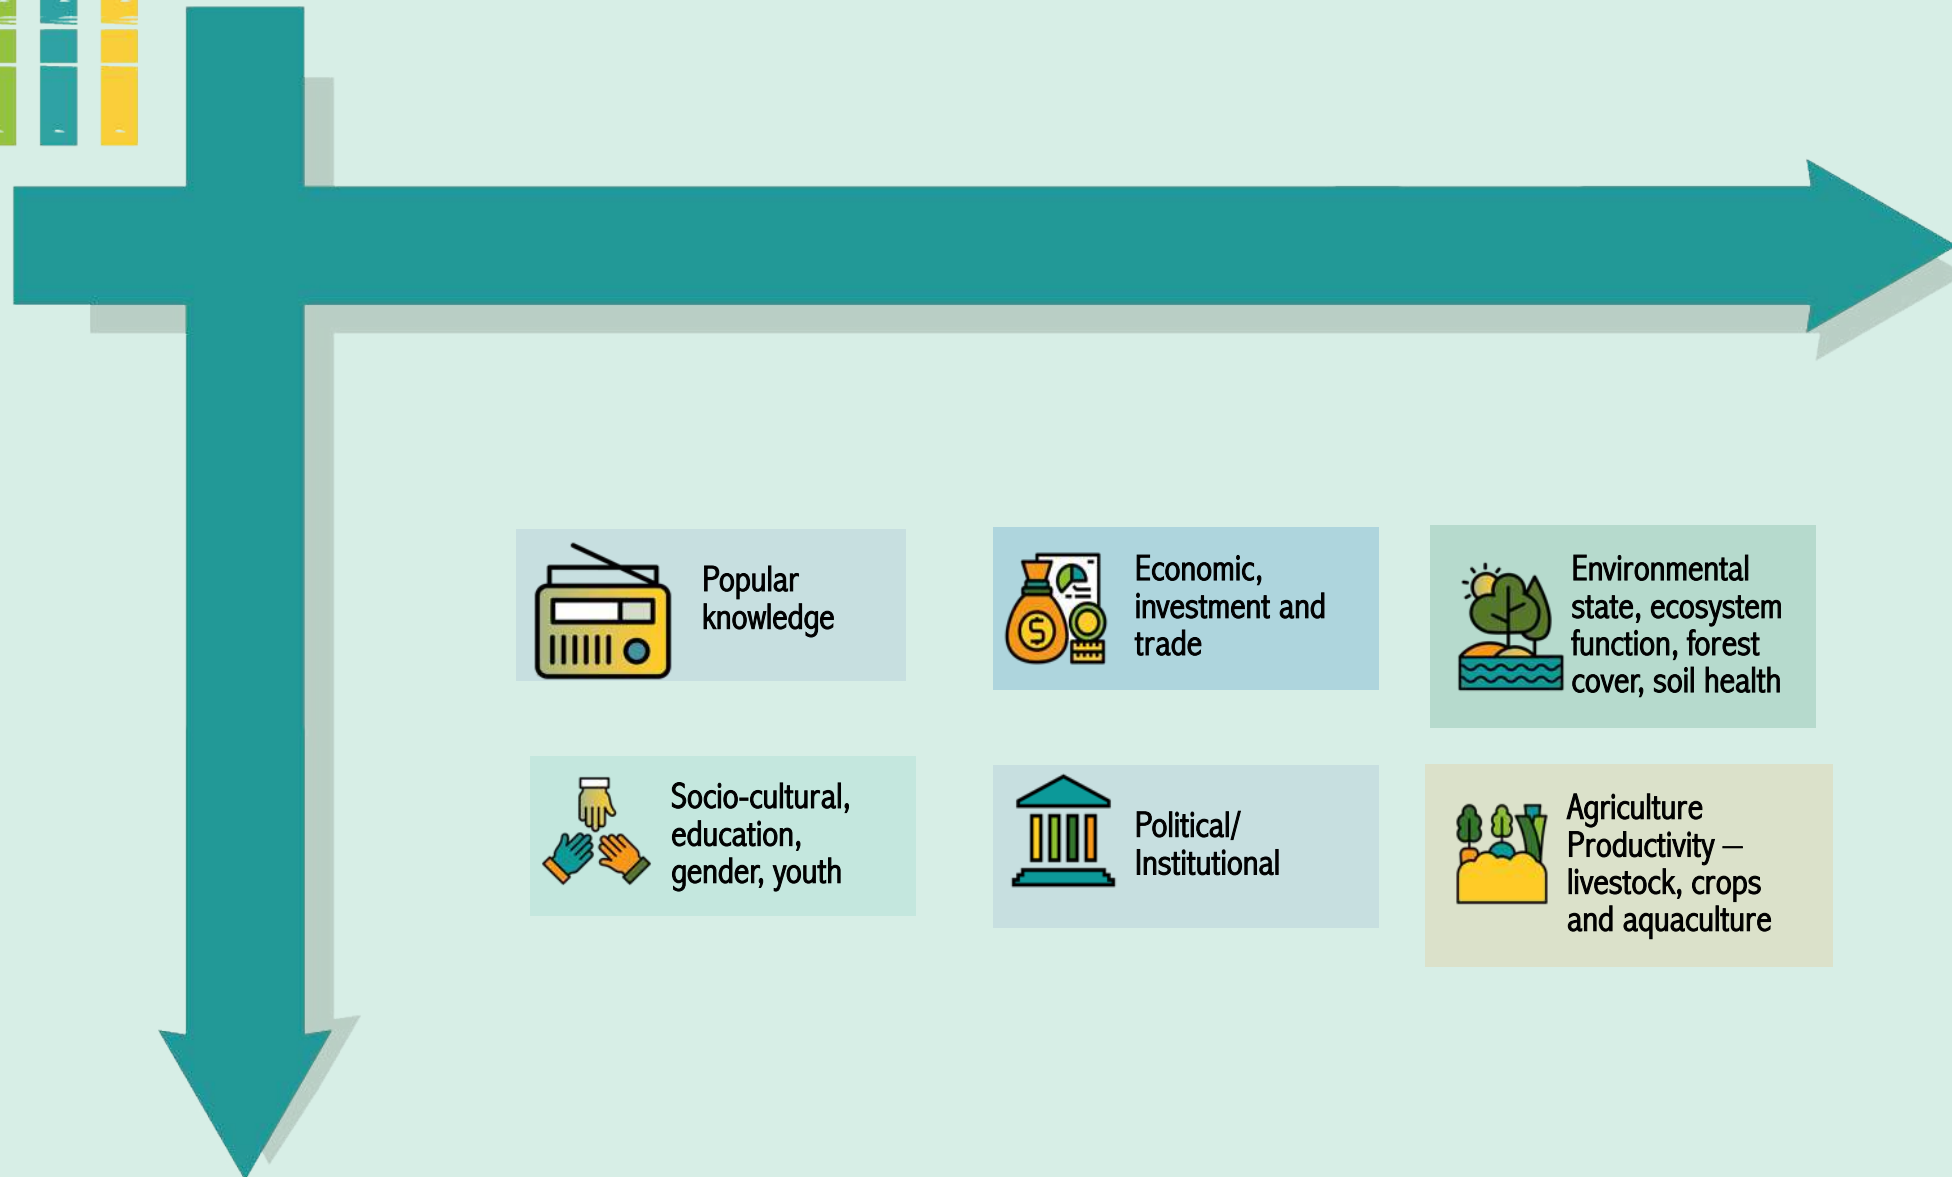 Popular
knowledge
Economic,
investment and
trade
Environmental
state, ecosystem
function, forest
cover, soil health
Socio-cultural,
education,
gender, youth
Political/
Institutional
Agriculture
Productivity –
livestock, crops
and aquaculture